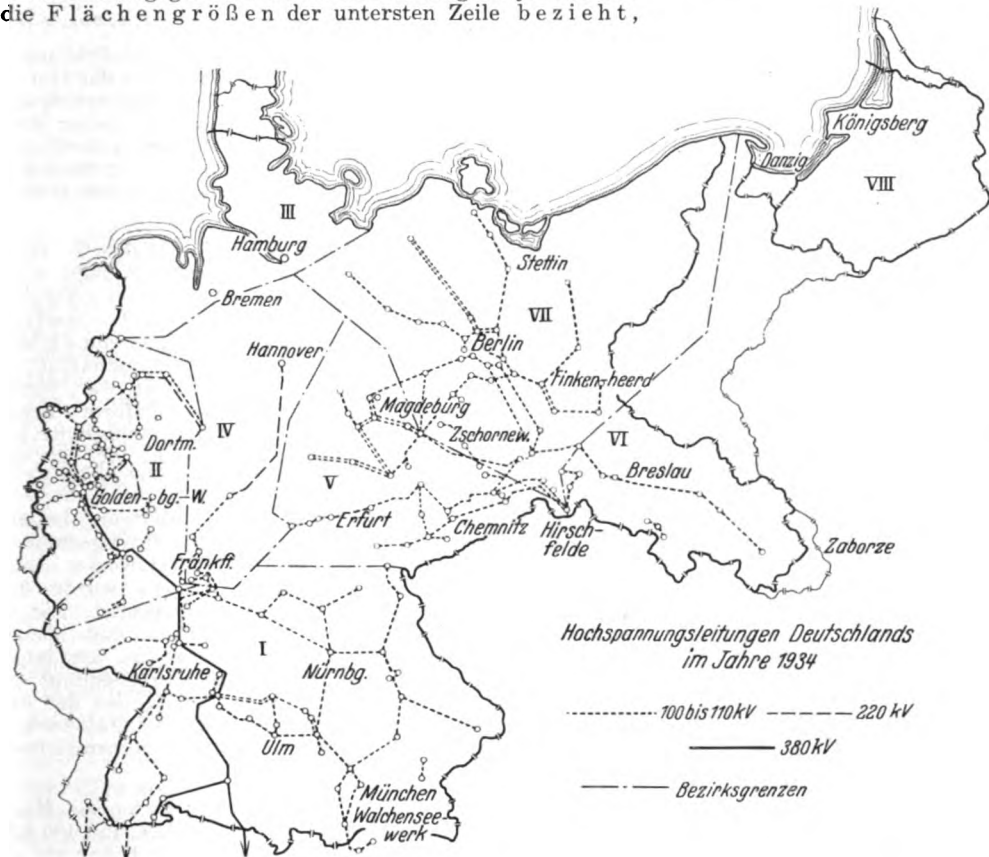 die Flächengrößen der untersten Zeile bezieht,
Königsberg
Danzig
VIII
III
Hamburg
Stettin
Bremen
VII
Hannover
Berlin
Finken-heerd
Magdeburg
Dortm.
IV
Zschornew.
VI
II
V
Breslau
Golden-bg.-W.
Erfurt
Chemnitz
Hirsch-
felde
Zaborze
Frankff.
Hochspannungsleitungen Deutschlands
im Jahre 1934
I
Karlsruhe
Nürnbg.
100 bis 110 kV
220 kV
Ulm
380 kV
München
Bezirksgrenzen
Walchensee-
werk